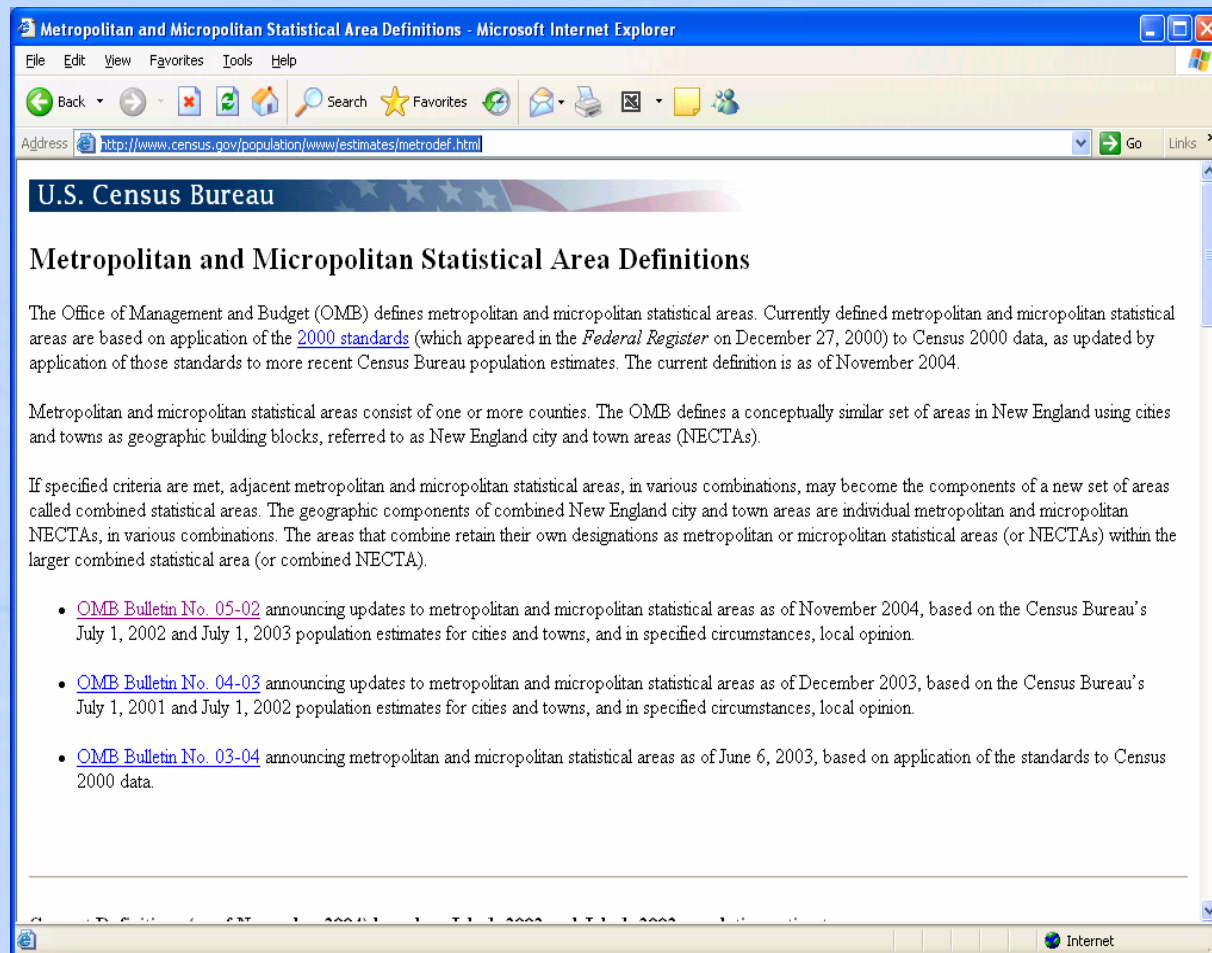 Metropolitan and Micropolitan Statistical Area Definitions - Microsoft Internet Explorer
File Edit View Favorites Tools Help
Back Search Favorites
Address http://www.census.gov/population/www/estimates/metrodef.html Go Links
U.S. Census Bureau
Metropolitan and Micropolitan Statistical Area Definitions
The Office of Management and Budget (OMB) defines metropolitan and micropolitan statistical areas. Currently defined metropolitan and micropolitan statistical
areas are based on application of the 2000 standards (which appeared in the Federal Register on December 27, 2000) to Census 2000 data, as updated by
application of those standards to more recent Census Bureau population estimates. The current definition is as of November 2004.
Metropolitan and micropolitan statistical areas consist of one or more counties. The OMB defines a conceptually similar set of areas in New England using cities
and towns as geographic building blocks, referred to as New England city and town areas (NECTAs).
If specified criteria are met, adjacent metropolitan and micropolitan statistical areas, in various combinations, may become the components of a new set of areas
called combined statistical areas. The geographic components of combined New England city and town areas are individual metropolitan and micropolitan
NECTAs, in various combinations. The areas that combine retain their own designations as metropolitan or micropolitan statistical areas (or NECTAs) within the
larger combined statistical area (or combined NECTA).
• OMB Bulletin No. 05-02 announcing updates to metropolitan and micropolitan statistical areas as of November 2004, based on the Census Bureau's
July 1, 2002 and July 1, 2003 population estimates for cities and towns, and in specified circumstances, local opinion.
• OMB Bulletin No. 04-03 announcing updates to metropolitan and micropolitan statistical areas as of December 2003, based on the Census Bureau's
July 1, 2001 and July 1, 2002 population estimates for cities and towns, and in specified circumstances, local opinion.
• OMB Bulletin No. 03-04 announcing metropolitan and micropolitan statistical areas as of June 6, 2003, based on application of the standards to Census
2000 data.
Internet